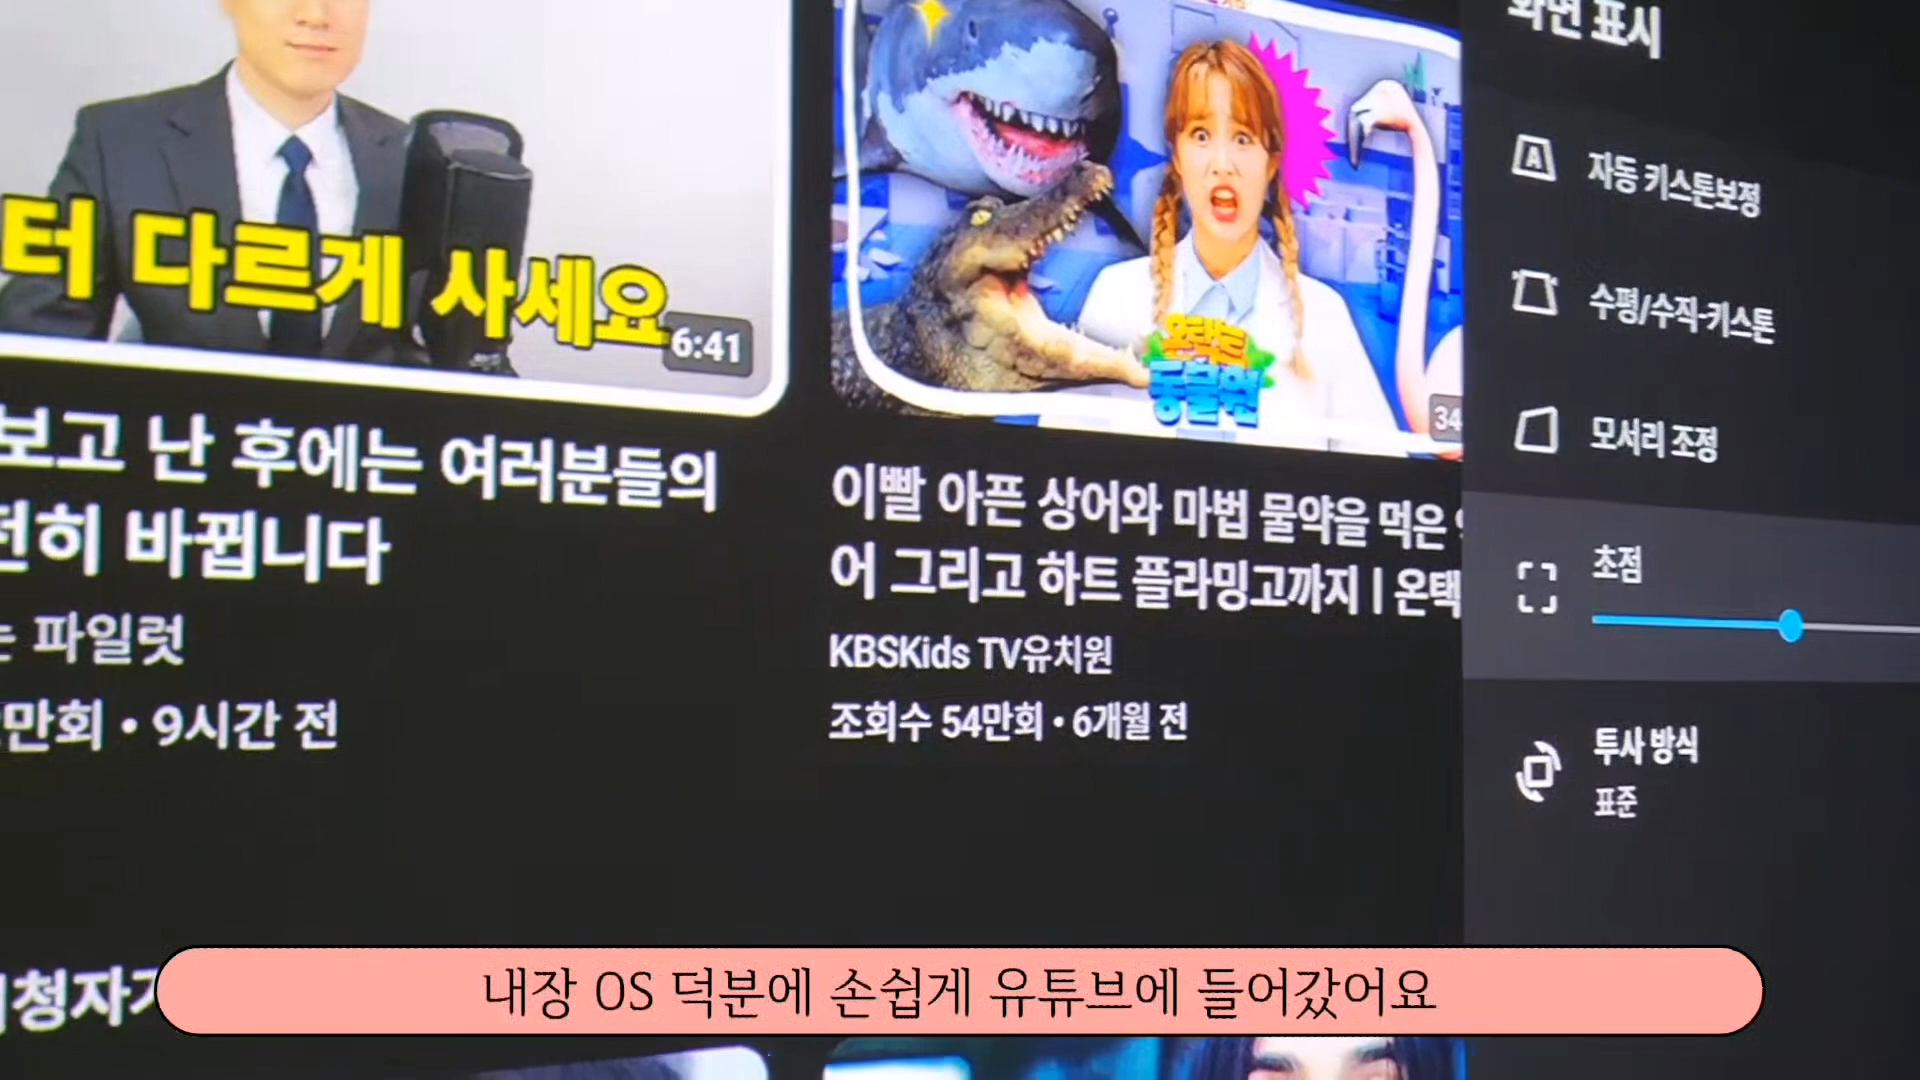 터 다르게 사세요
6:41
보고 난 후에는 여러분들의
바뀝니다
파일럿
만회 • 9시간 전
온택트
동물원
34
이빨 아픈 상어와 마법 물약을 먹은
어 그리고 하트 플라밍고까지 | 온택
KBSKids TV유치원
조회수 54만회 • 6개월 전
화면 표시
자동 키스톤보정
수평/수직-키스톤
모서리 조정
초점
투사 방식
표준
내장 OS 덕분에 손쉽게 유튜브에 들어갔어요